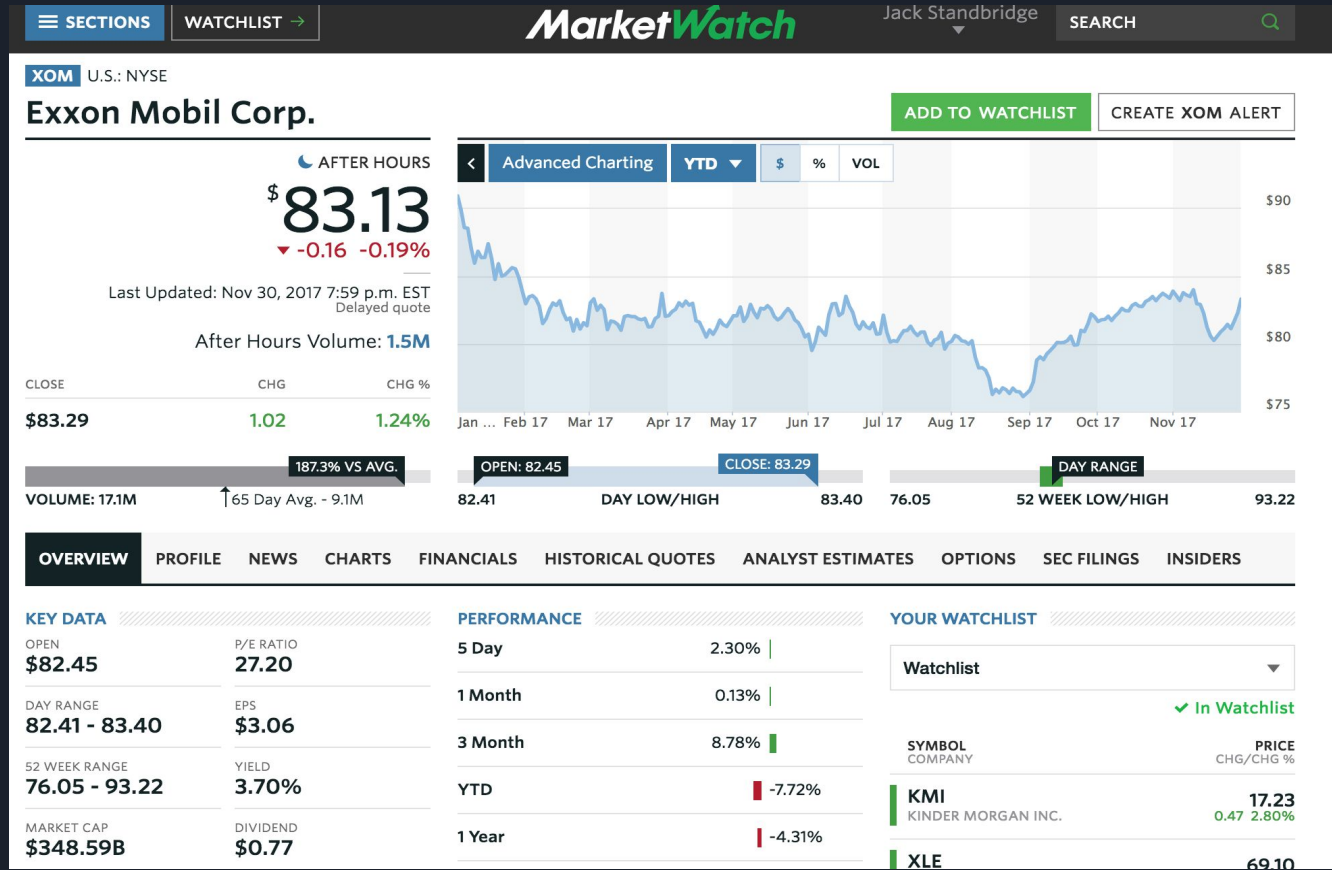 SECTIONS
WATCHLIST →
MarketWatch
Jack Standbridge
SEARCH
XOM U.S.: NYSE
Exxon Mobil Corp.
ADD TO WATCHLIST
CREATE XOM ALERT
AFTER HOURS
$83.13
-0.16 -0.19%
Last Updated: Nov 30, 2017 7:59 p.m. EST
Delayed quote
After Hours Volume: 1.5M
CLOSE CHG CHG %
$83.29 1.02 1.24%
< Advanced Charting YTD $ % VOL
$90
$85
$80
$75
Jan ... Feb 17 Mar 17 Apr 17 May 17 Jun 17 Jul 17 Aug 17 Sep 17 Oct 17 Nov 17
187.3% VS AVG.
VOLUME: 17.1M 65 Day Avg. - 9.1M
OPEN: 82.45 CLOSE: 83.29
82.41 DAY LOW/HIGH 83.40
DAY RANGE
76.05 52 WEEK LOW/HIGH 93.22
OVERVIEW PROFILE NEWS CHARTS FINANCIALS HISTORICAL QUOTES ANALYST ESTIMATES OPTIONS SEC FILINGS INSIDERS
KEY DATA
OPEN P/E RATIO
$82.45 27.20
DAY RANGE EPS
82.41 - 83.40 $3.06
52 WEEK RANGE YIELD
76.05 - 93.22 3.70%
MARKET CAP DIVIDEND
$348.59B $0.77
PERFORMANCE
5 Day 2.30%
1 Month 0.13%
3 Month 8.78%
YTD -7.72%
1 Year -4.31%
YOUR WATCHLIST
Watchlist
In Watchlist
SYMBOL PRICE
COMPANY CHG/CHG %
KMI 17.23
KINDER MORGAN INC. 0.47 2.80%
XLE 69.10